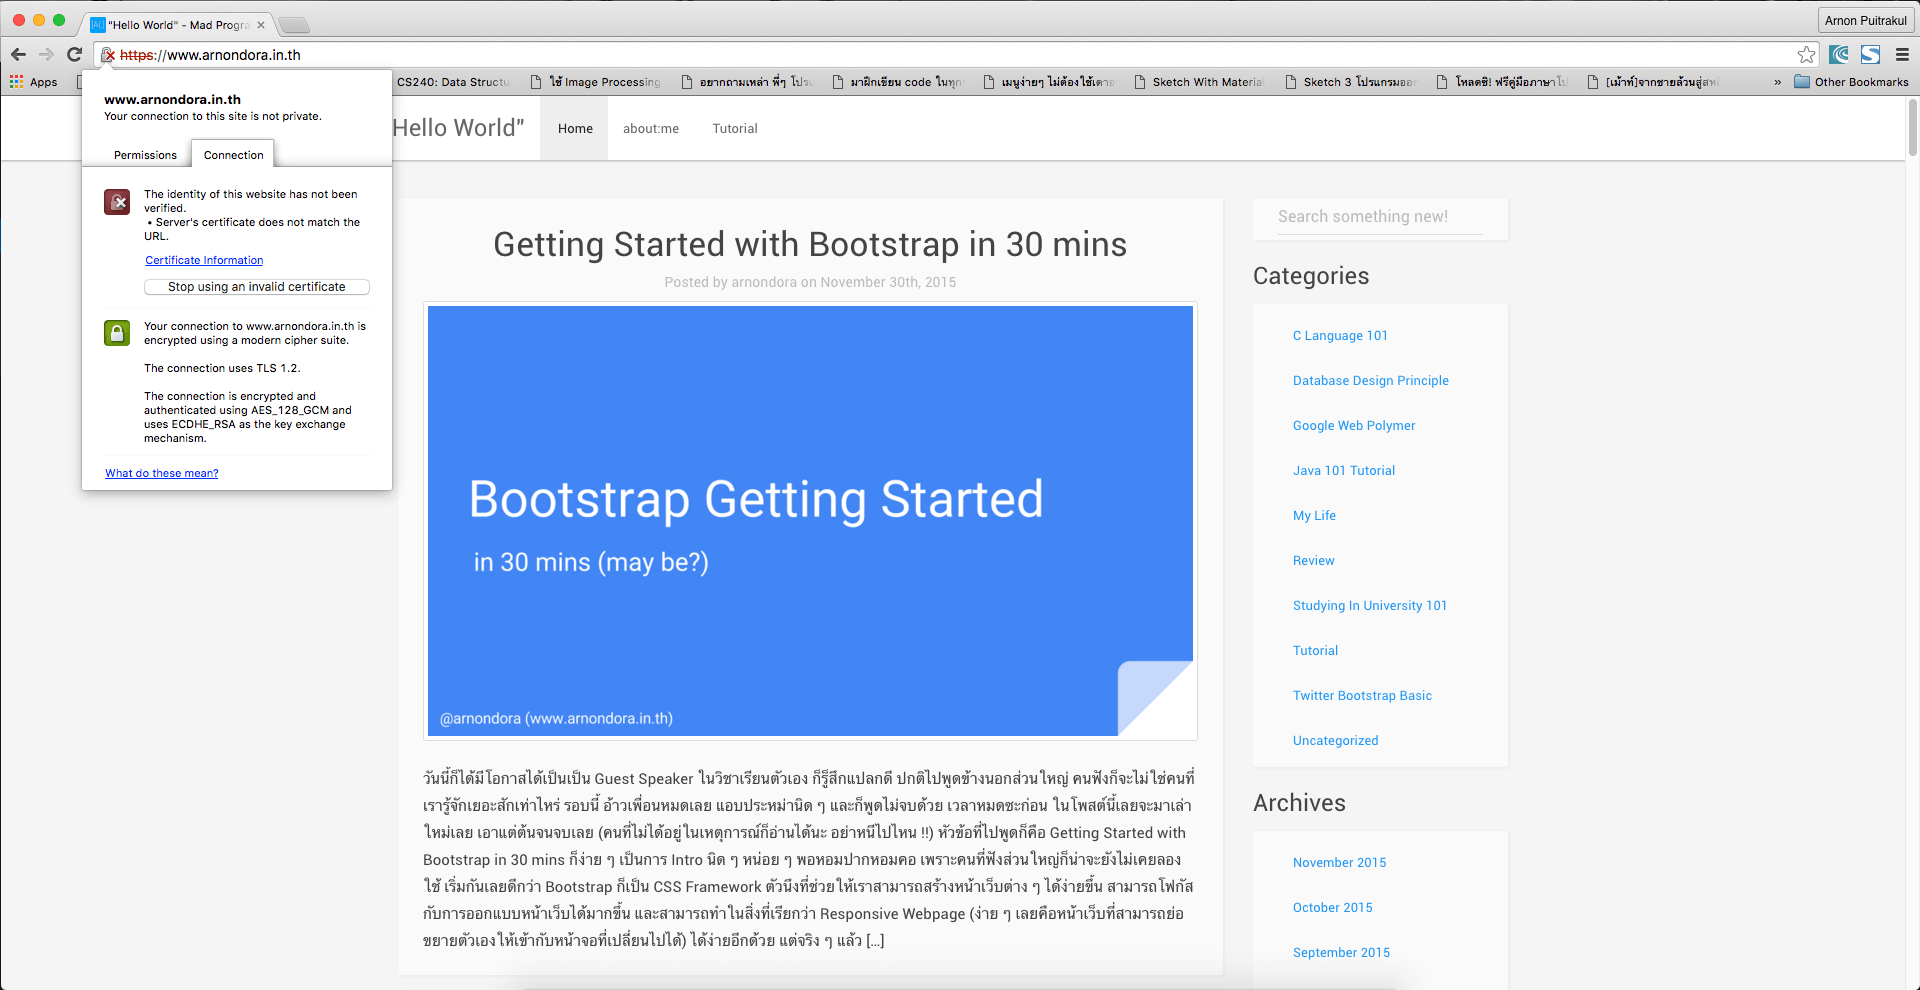 "Hello World" - Mad Progra
Arnon Puitrakul
https://www.arnondora.in.th
Apps
CS240: Data Structu
ใช้ Image Processing
อยากถามเหล่า พี่ๆ โปร
มาฝึกเขียน code ในทุก
เมนูง่ายๆ ไม่ต้องใช้เตาอ
Sketch With Material
Sketch 3 โปรแกรมออก
โหลดซิ! ฟรีคู่มือภาษาโป
[เม้าท์]จากชายล้วนสู่สห
»
Other Bookmarks
www.arnondora.in.th
Your connection to this site is not private.
Permissions
Connection
The identity of this website has not been
verified.
• Server's certificate does not match the
URL.
Certificate Information
Stop using an invalid certificate
Your connection to www.arnondora.in.th is
encrypted using a modern cipher suite.
The connection uses TLS 1.2.
The connection is encrypted and
authenticated using AES_128_GCM and
uses ECDHE_RSA as the key exchange
mechanism.
What do these mean?
Hello World"
Home
about:me
Tutorial
Getting Started with Bootstrap in 30 mins
Posted by arnondora on November 30th, 2015
Bootstrap Getting Started
in 30 mins (may be?)
@arnondora (www.arnondora.in.th)
วันนี้ก็ได้มีโอกาสได้เป็นเป็น Guest Speaker ในวิชาเรียนตัวเอง ก็รู้สึกแปลกดี ปกติไปพูดข้างนอกส่วนใหญ่ คนฟังก็จะไม่ใช่คนที่
เรารู้จักเยอะสักเท่าไหร่ รอบนี้ อ้าวเพื่อนหมดเลย แอบประหม่านิด ๆ และก็พูดไม่จบด้วย เวลาหมดซะก่อน ในโพสต์นี้เลยจะมาเล่า
ใหม่เลย เอาแต่ต้นจนจบเลย (คนที่ไม่ได้อยู่ในเหตุการณ์ก็อ่านได้นะ อย่าหนีไปไหน !!) หัวข้อที่ไปพูดก็คือ Getting Started with
Bootstrap in 30 mins ก็ง่าย ๆ เป็นการ Intro นิด ๆ หน่อย ๆ พอหอมปากหอมคอ เพราะคนที่ฟังส่วนใหญ่ก็น่าจะยังไม่เคยลอง
ใช้ เริ่มกันเลยดีกว่า Bootstrap ก็เป็น CSS Framework ตัวนึงที่ช่วยให้เราสามารถสร้างหน้าเว็บต่าง ๆ ได้ง่ายขึ้น สามารถโฟกัส
กับการออกแบบหน้าเว็บได้มากขึ้น และสามารถทำในสิ่งที่เรียกว่า Responsive Webpage (ง่าย ๆ เลยคือหน้าเว็บที่สามารถย่อ
ขยายตัวเองให้เข้ากับหน้าจอที่เปลี่ยนไปได้) ได้ง่ายอีกด้วย แต่จริง ๆ แล้ว [...]
Search something new!
Categories
C Language 101
Database Design Principle
Google Web Polymer
Java 101 Tutorial
My Life
Review
Studying In University 101
Tutorial
Twitter Bootstrap Basic
Uncategorized
Archives
November 2015
October 2015
September 2015